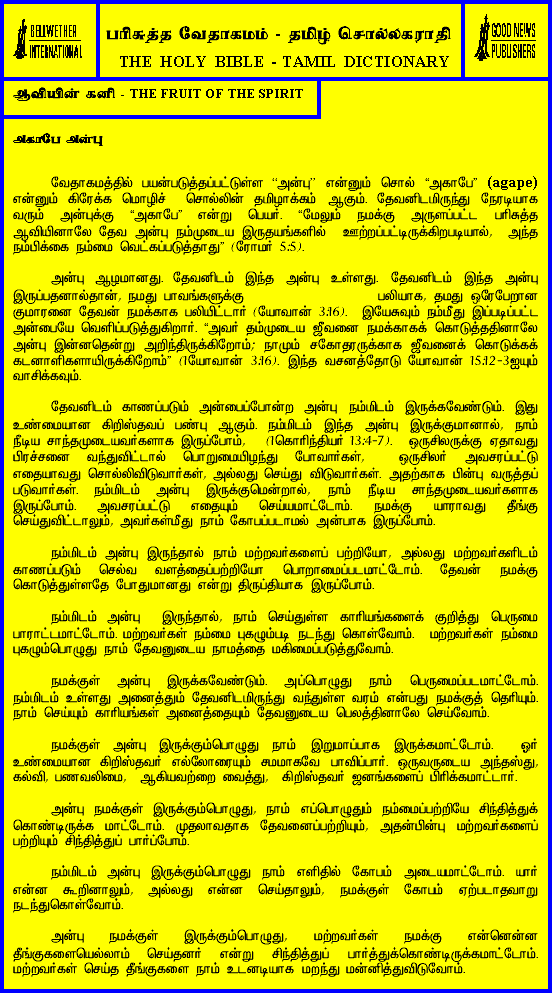 BELLWETHER
INTERNATIONAL
பரிசுத்த வேதாகமம் - தமிழ் சொல்லகராதி
THE HOLY BIBLE - TAMIL DICTIONARY
GOOD NEWS
PUBLISHERS
ஆவியின் கனி - THE FRUIT OF THE SPIRIT
அகாபே அன்பு
வேதாகமத்தில் பயன்படுத்தப்பட்டுள்ள “அன்பு” என்னும் சொல் “அகாபே” (agape)
என்னும் கிரேக்க மொழிச் சொல்லின் தமிழாக்கம் ஆகும். தேவனிடமிருந்து நேரடியாக
வரும் அன்புக்கு “அகாபே” என்று பெயர். “மேலும் நமக்கு அருளப்பட்ட பரிசுத்த
ஆவியினாலே தேவ அன்பு நம்முடைய இருதயங்களில் ஊற்றப்பட்டிருக்கிறபடியால், அந்த
நம்பிக்கை நம்மை வெட்கப்படுத்தாது” (ரோமர் 5:5).
அன்பு ஆழமானது. தேவனிடம் இந்த அன்பு உள்ளது. தேவனிடம் இந்த அன்பு
இருப்பதனால்தான், நமது பாவங்களுக்கு பலியாக, தமது ஒரேபேறான
குமாரனை தேவன் நமக்காக பலியிட்டார் (யோவான் 3:16). இயேசுவும் நம்மீது இப்படிப்பட்ட
அன்பையே வெளிப்படுத்துகிறார். “அவர் தம்முடைய ஜீவனை நமக்காகக் கொடுத்ததினாலே
அன்பு இன்னதென்று அறிந்திருக்கிறோம்; நாமும் சகோதரருக்காக ஜீவனைக் கொடுக்கக்
கடனாளிகளாயிருக்கிறோம்” (1யோவான் 3:16). இந்த வசனத்தோடு யோவான் 15:12-3ஐயும்
வாசிக்கவும்.
தேவனிடம் காணப்படும் அன்பைப்போன்ற அன்பு நம்மிடம் இருக்கவேண்டும். இது
உண்மையான கிறிஸ்தவப் பண்பு ஆகும். நம்மிடம் இந்த அன்பு இருக்குமானால், நாம்
நீடிய சாந்தமுடையவர்களாக இருப்போம், (1கொரிந்தியர் 13:4-7). ஒருசிலருக்கு ஏதாவது
பிரச்சனை வந்துவிட்டால் பொறுமையிழந்து போவார்கள், ஒருசிலர் அவசரப்பட்டு
எதையாவது சொல்லிவிடுவார்கள், அல்லது செய்து விடுவார்கள். அதற்காக பின்பு வருத்தப்
படுவார்கள். நம்மிடம் அன்பு இருக்குமென்றால், நாம் நீடிய சாந்தமுடையவர்களாக
இருப்போம். அவசரப்பட்டு எதையும் செய்யமாட்டோம். நமக்கு யாராவது தீங்கு
செய்துவிட்டாலும், அவர்கள்மீது நாம் கோபப்படாமல் அன்பாக இருப்போம்.
நம்மிடம் அன்பு இருந்தால் நாம் மற்றவர்களைப் பற்றியோ, அல்லது மற்றவர்களிடம்
காணப்படும் செல்வ வளத்தைப்பற்றியோ பொறாமைப்படமாட்டோம். தேவன் நமக்கு
கொடுத்துள்ளதே போதுமானது என்று திருப்தியாக இருப்போம்.
நம்மிடம் அன்பு இருந்தால், நாம் செய்துள்ள காரியங்களைக் குறித்து பெருமை
பாராட்டமாட்டோம். மற்றவர்கள் நம்மை புகழும்படி நடந்து கொள்வோம். மற்றவர்கள் நம்மை
புகழும்பொழுது நாம் தேவனுடைய நாமத்தை மகிமைப்படுத்துவோம்.
நமக்குள் அன்பு இருக்கவேண்டும். அப்பொழுது நாம் பெருமைப்படமாட்டோம்.
நம்மிடம் உள்ளது அனைத்தும் தேவனிடமிருந்து வந்துள்ள வரம் என்பது நமக்குத் தெரியும்.
நாம் செய்யும் காரியங்கள் அனைத்தையும் தேவனுடைய பெலத்தினாலே செய்வோம்.
நமக்குள் அன்பு இருக்கும்பொழுது நாம் இறுமாப்பாக இருக்கமாட்டோம். ஓர்
உண்மையான கிறிஸ்தவர் எல்லோரையும் சமமாகவே பாவிப்பார். ஒருவருடைய அந்தஸ்து,
கல்வி, பணவலிமை, ஆகியவற்றை வைத்து, கிறிஸ்தவர் ஜனங்களைப் பிரிக்கமாட்டார்.
அன்பு நமக்குள் இருக்கும்பொழுது, நாம் எப்பொழுதும் நம்மைப்பற்றியே சிந்தித்துக்
கொண்டிருக்க மாட்டோம். முதலாவதாக தேவனைப்பற்றியும், அதன்பின்பு மற்றவர்களைப்
பற்றியும் சிந்தித்துப் பார்ப்போம்.
நம்மிடம் அன்பு இருக்கும்பொழுது நாம் எளிதில் கோபம் அடையமாட்டோம். யார்
என்ன கூறினாலும், அல்லது என்ன செய்தாலும், நமக்குள் கோபம் ஏற்படாதவாறு
நடந்துகொள்வோம்.
அன்பு நமக்குள் இருக்கும்பொழுது, மற்றவர்கள் நமக்கு என்னென்ன
தீங்குகளையெல்லாம் செய்தனர் என்று சிந்தித்துப் பார்த்துக்கொண்டிருக்கமாட்டோம்.
மற்றவர்கள் செய்த தீங்குகளை நாம் உடனடியாக மறந்து மன்னித்துவிடுவோம்.